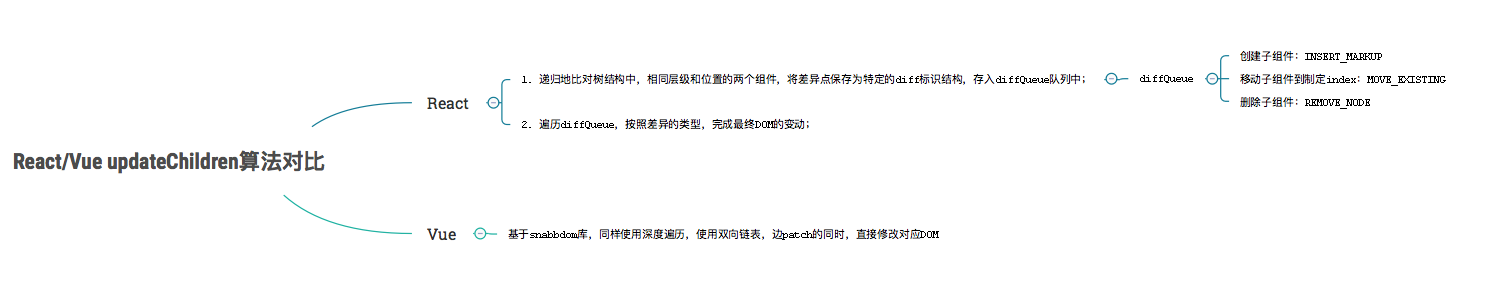 React/Vue updateChildren算法对比
React
1. 递归地比对树结构中，相同层级和位置的两个组件，将差异点保存为特定的diff标识结构，存入diffQueue队列中；
diffQueue
创建子组件：INSERT_MARKUP
移动子组件到制定index：MOVE_EXISTING
删除子组件：REMOVE_NODE
2. 遍历diffQueue，按照差异的类型，完成最终DOM的变动；
Vue
基于snabbdom库，同样使用深度遍历，使用双向链表，边patch的同时，直接修改对应DOM